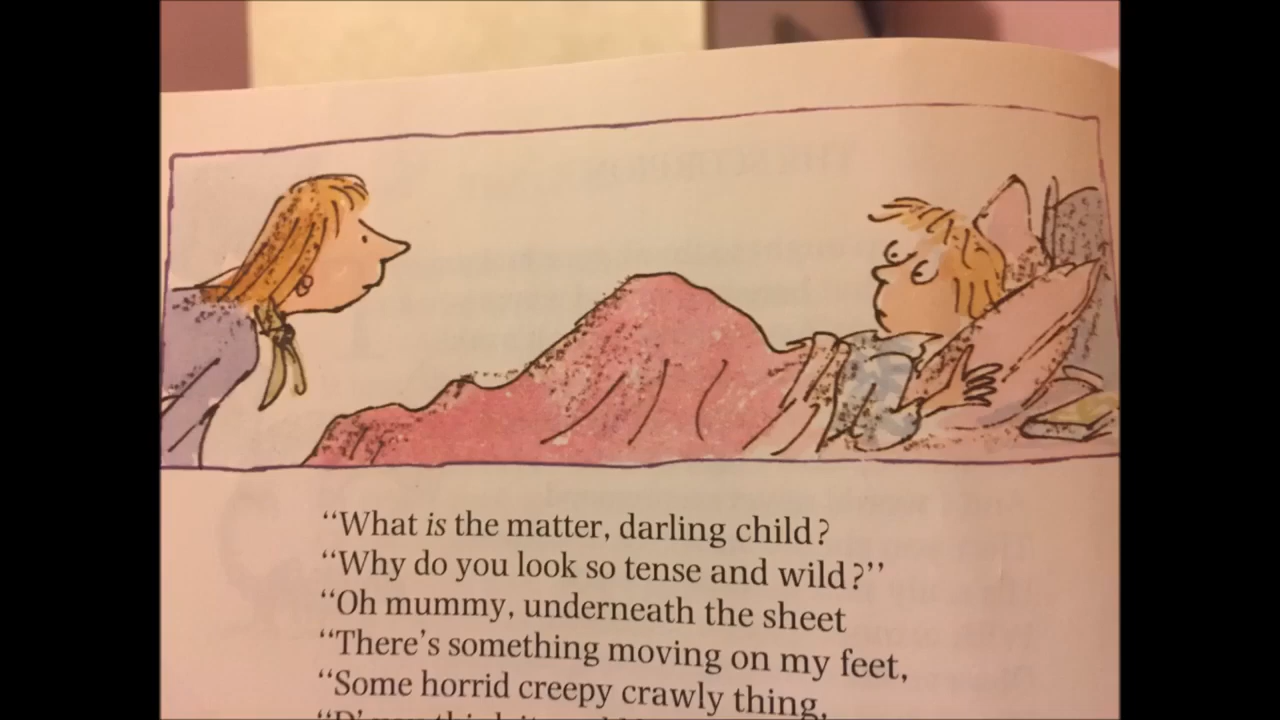 “What is the matter, darling child?
“Why do you look so tense and wild?”
“Oh mummy, underneath the sheet
“There’s something moving on my feet,
“Some horrid creepy crawly thing,